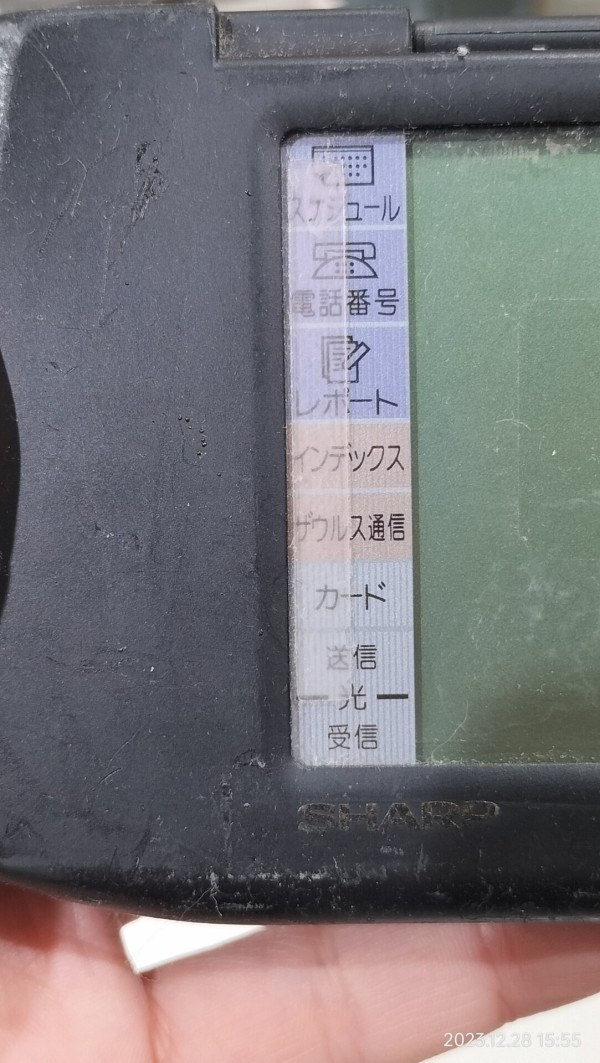 スケジュール
電話番号
レポート
インデックス
ザウルス通信
カード
送信
光
受信
SHARP
2023.12.28 15:55